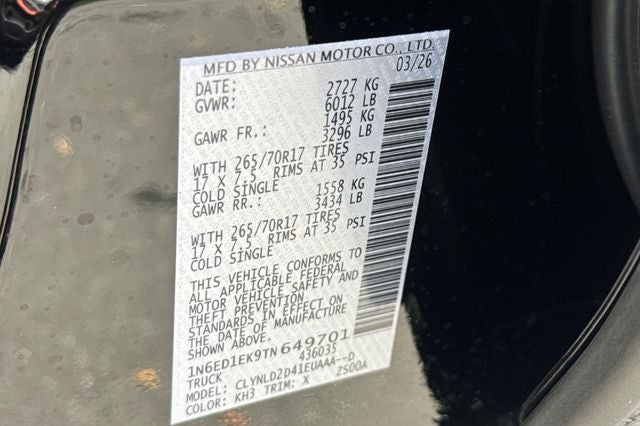 MFD BY NISSAN MOTOR CO., LTD.
DATE: 03/26
GVWR: 2727 KG
6012 LB
GAWR FR.: 1495 KG
3296 LB
WITH 265/70R17 TIRES
17 X 7.5 RIMS AT 35 PSI
COLD SINGLE
GAWR RR.: 1558 KG
3434 LB
WITH 265/70R17 TIRES
17 X 7.5 RIMS AT 35 PSI
COLD SINGLE
THIS VEHICLE CONFORMS TO
ALL APPLICABLE FEDERAL
MOTOR VEHICLE SAFETY AND
THEFT PREVENTION
STANDARDS IN EFFECT ON
THE DATE OF MANUFACTURE
SHOWN ABOVE.
1N6ED1EK9TN649701
TRUCK 436035
MODEL: CLYNLD2D41EUAAA--D
COLOR: KH3 TRIM: X Z500A